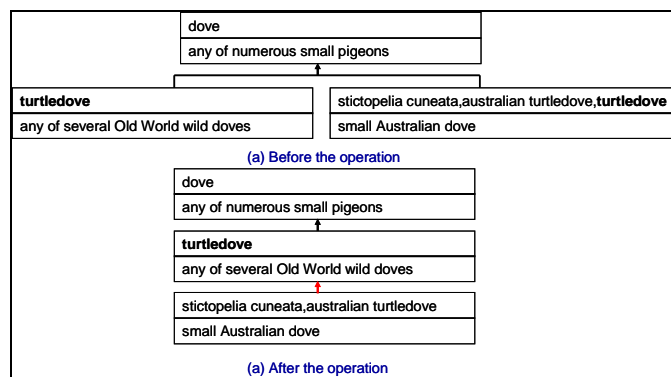 dove
any of numerous small pigeons
turtledove
any of several Old World wild doves
stictopelia cuneata,australian turtledove,turtledove
small Australian dove
(a) Before the operation
dove
any of numerous small pigeons
turtledove
any of several Old World wild doves
stictopelia cuneata,australian turtledove
small Australian dove
(a) After the operation